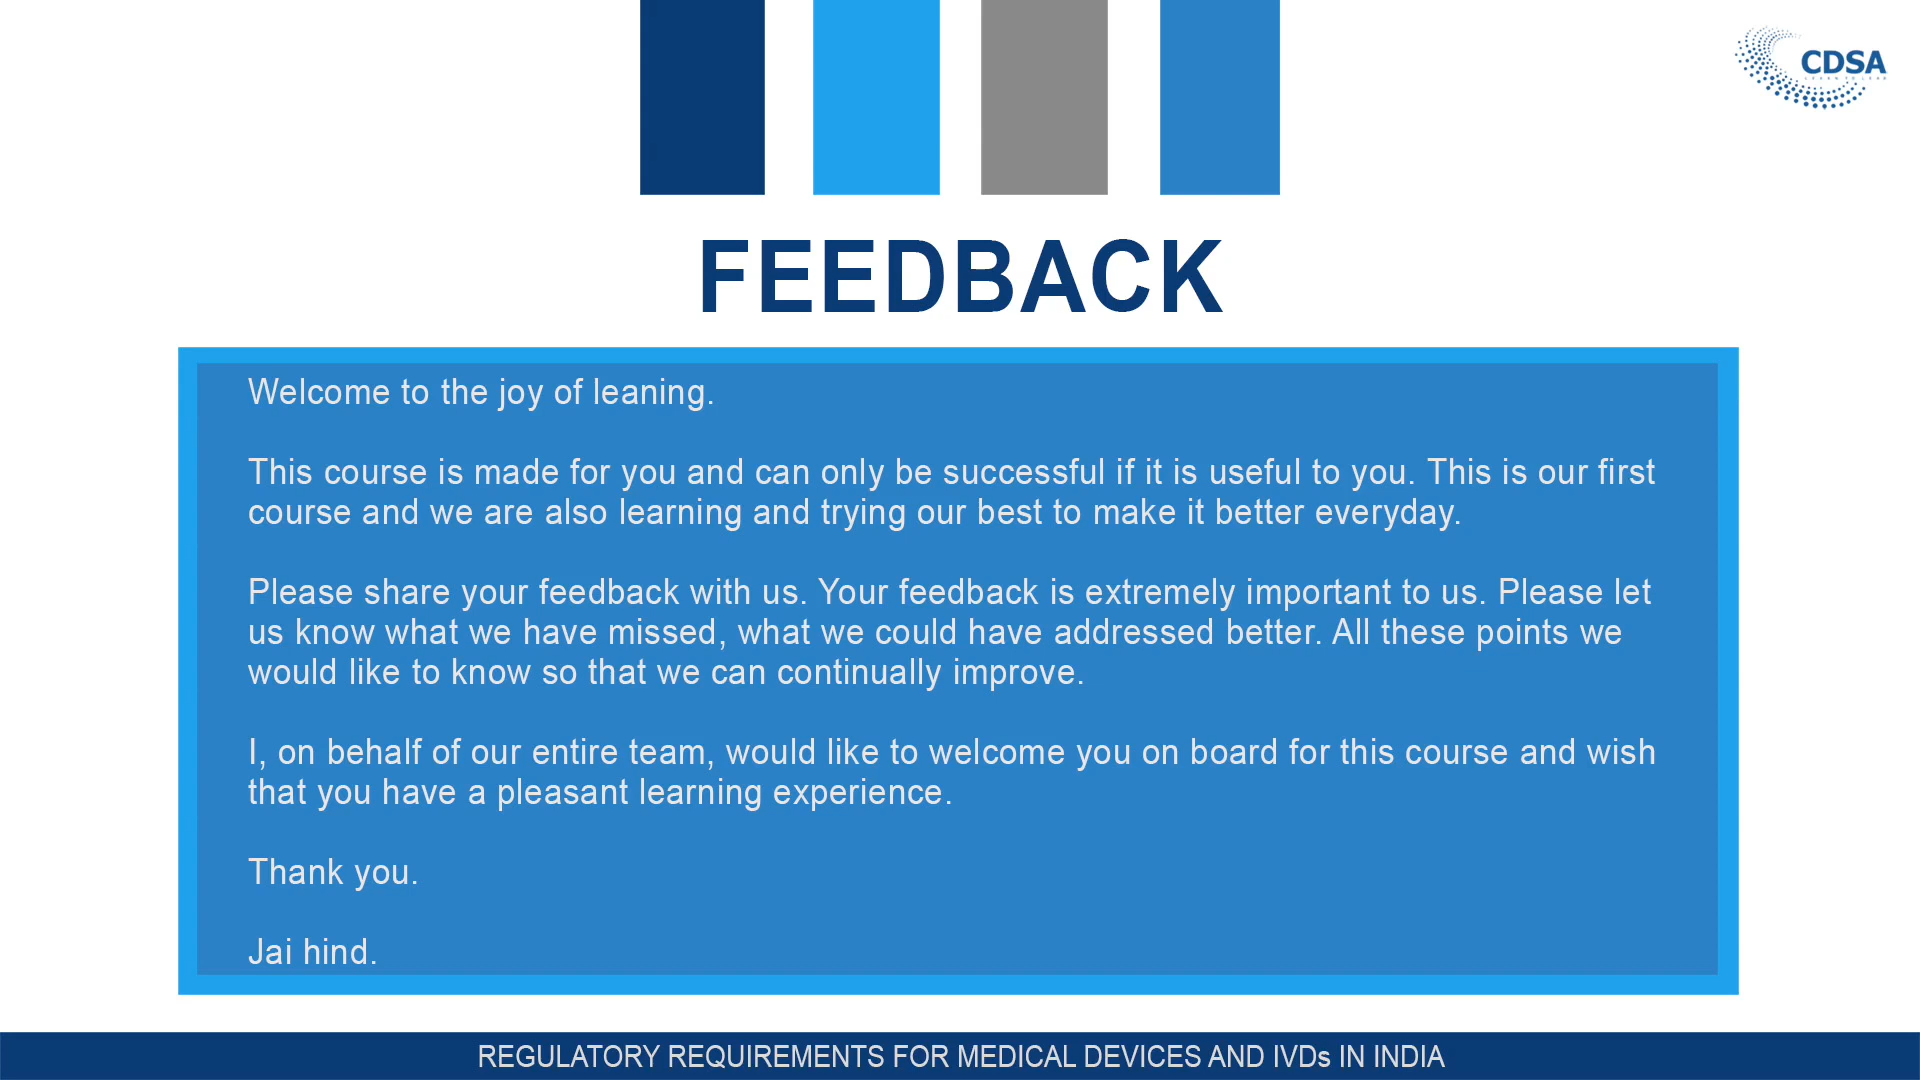 CDSA
FEEDBACK
Welcome to the joy of leaning.
This course is made for you and can only be successful if it is useful to you. This is our first
course and we are also learning and trying our best to make it better everyday.
Please share your feedback with us. Your feedback is extremely important to us. Please let
us know what we have missed, what we could have addressed better. All these points we
would like to know so that we can continually improve.
I, on behalf of our entire team, would like to welcome you on board for this course and wish
that you have a pleasant learning experience.
Thank you.
Jai hind.
REGULATORY REQUIREMENTS FOR MEDICAL DEVICES AND IVDs IN INDIA